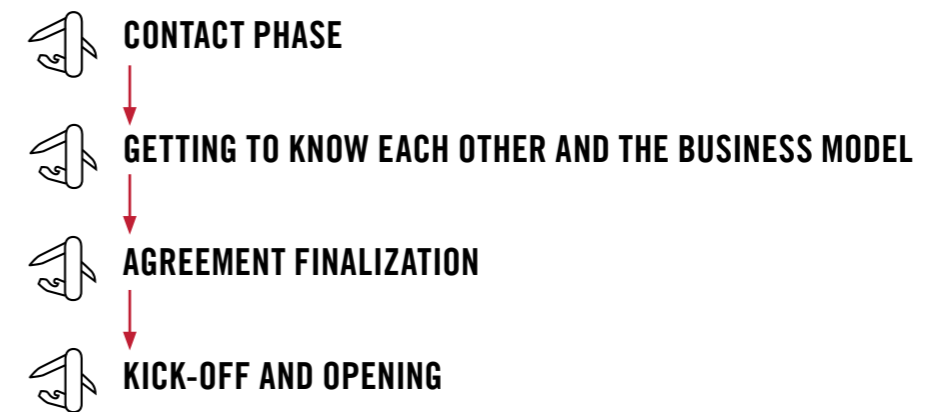 CONTACT PHASE
GETTING TO KNOW EACH OTHER AND THE BUSINESS MODEL
AGREEMENT FINALIZATION
KICK-OFF AND OPENING